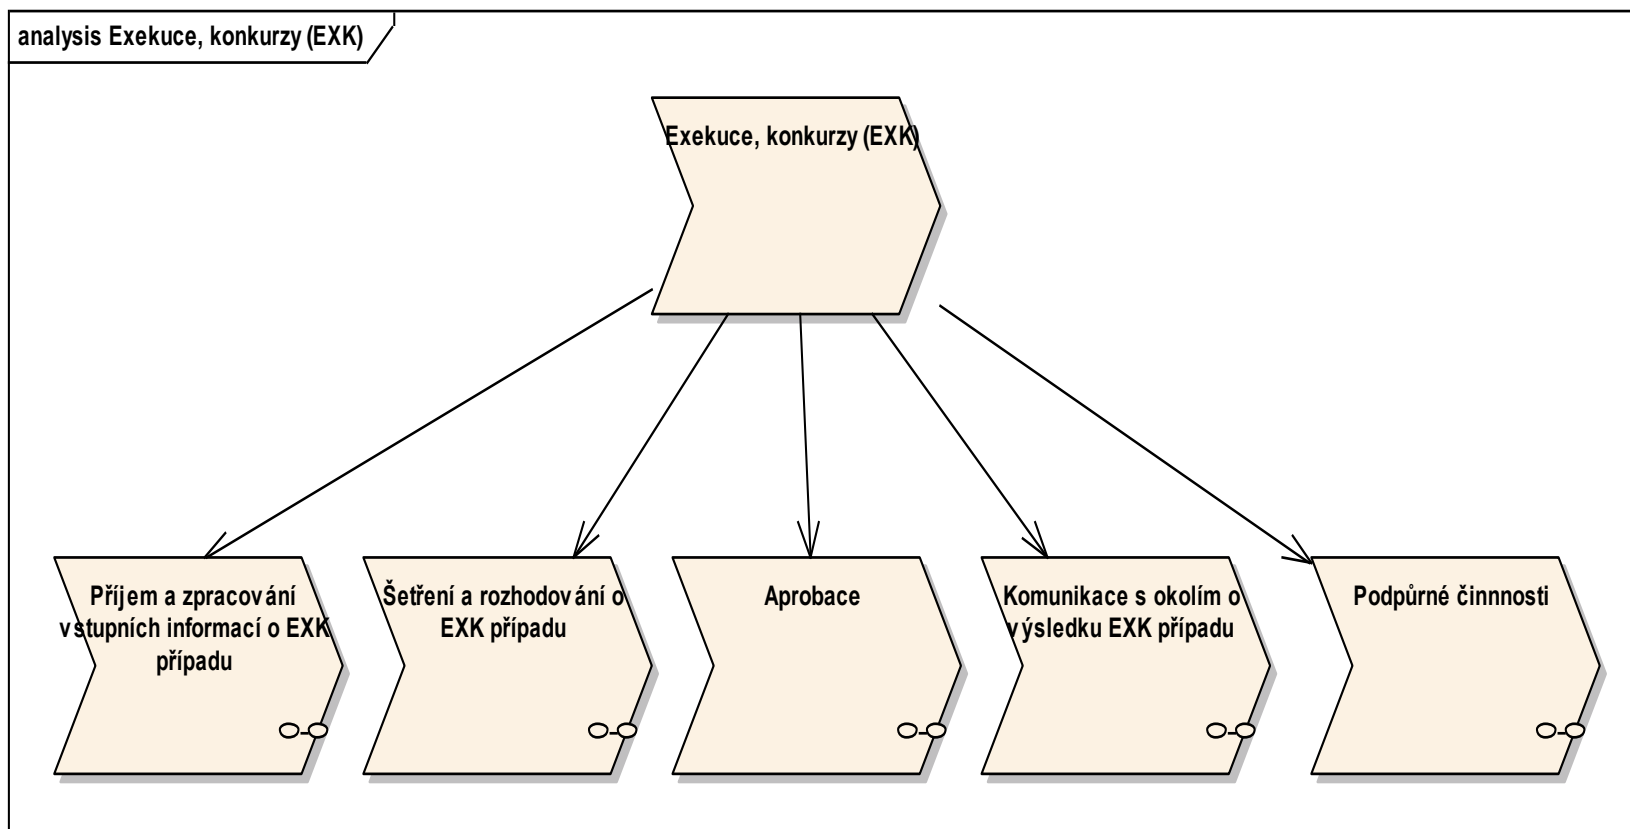 analysis Exekuce, konkurzy (EXK)
Exekuce, konkurzy (EXK)
Příjem a zpracování
vstupních informací o EXK
případu
Šetření a rozhodování o
EXK případu
Aprobace
Komunikace s okolím o
výsledku EXK případu
Podpůrné činnnosti